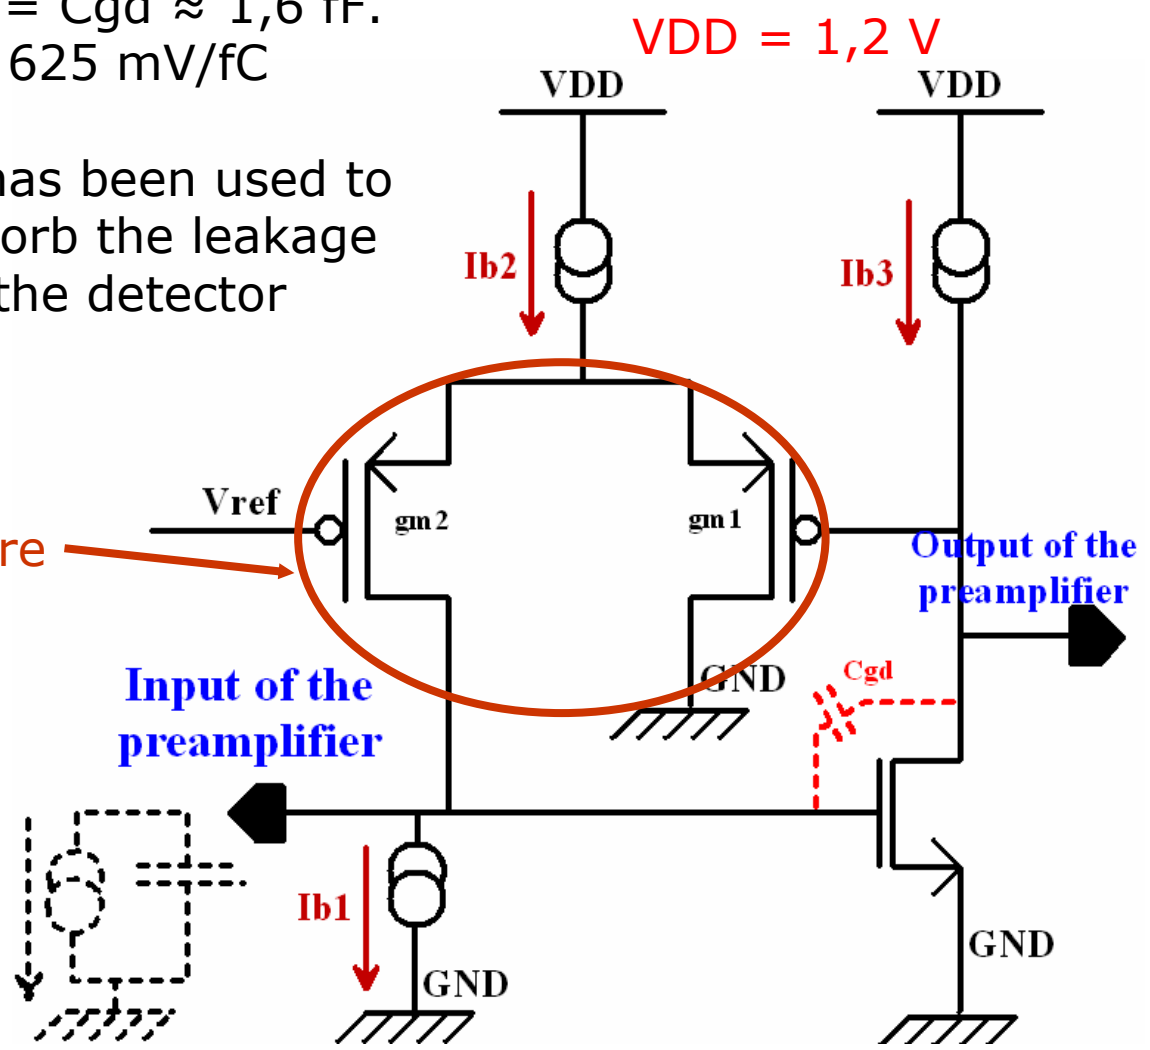 = Cgd ≈ 1,6 fF.
625 mV/fC
VDD = 1,2 V
VDD
VDD
has been used to
orb the leakage
the detector
Ib2
Ib3
Vref
gm2
gm1
re
Output of the
preamplifier
Input of the
preamplifier
GND
Cgd
Ib1
GND
GND